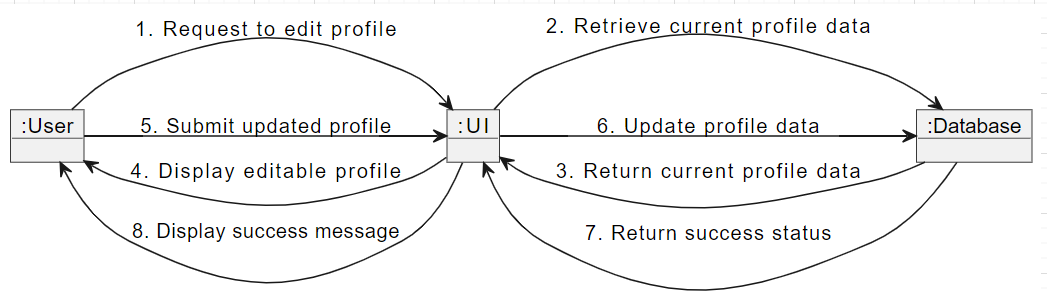 1. Request to edit profile
2. Retrieve current profile data
:User
5. Submit updated profile
:UI
6. Update profile data
:Database
4. Display editable profile
3. Return current profile data
8. Display success message
7. Return success status